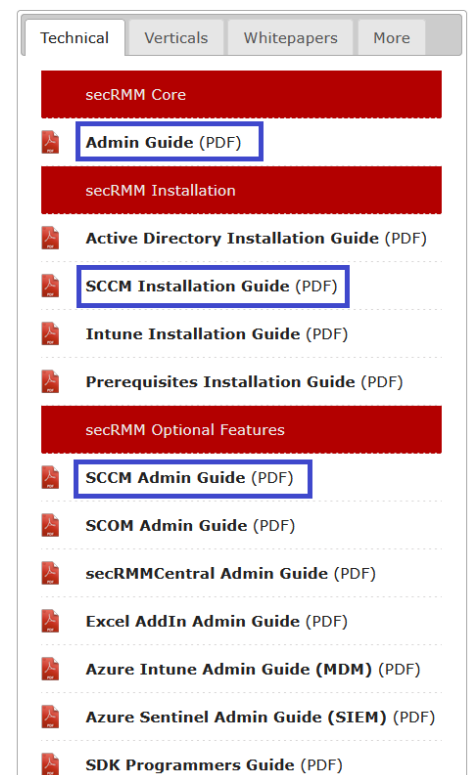 Technical Verticals Whitepapers More
secRMM Core
Admin Guide (PDF)
secRMM Installation
Active Directory Installation Guide (PDF)
SCCM Installation Guide (PDF)
Intune Installation Guide (PDF)
Prerequisites Installation Guide (PDF)
secRMM Optional Features
SCCM Admin Guide (PDF)
SCOM Admin Guide (PDF)
secRMMCentral Admin Guide (PDF)
Excel AddIn Admin Guide (PDF)
Azure Intune Admin Guide (MDM) (PDF)
Azure Sentinel Admin Guide (SIEM) (PDF)
SDK Programmers Guide (PDF)